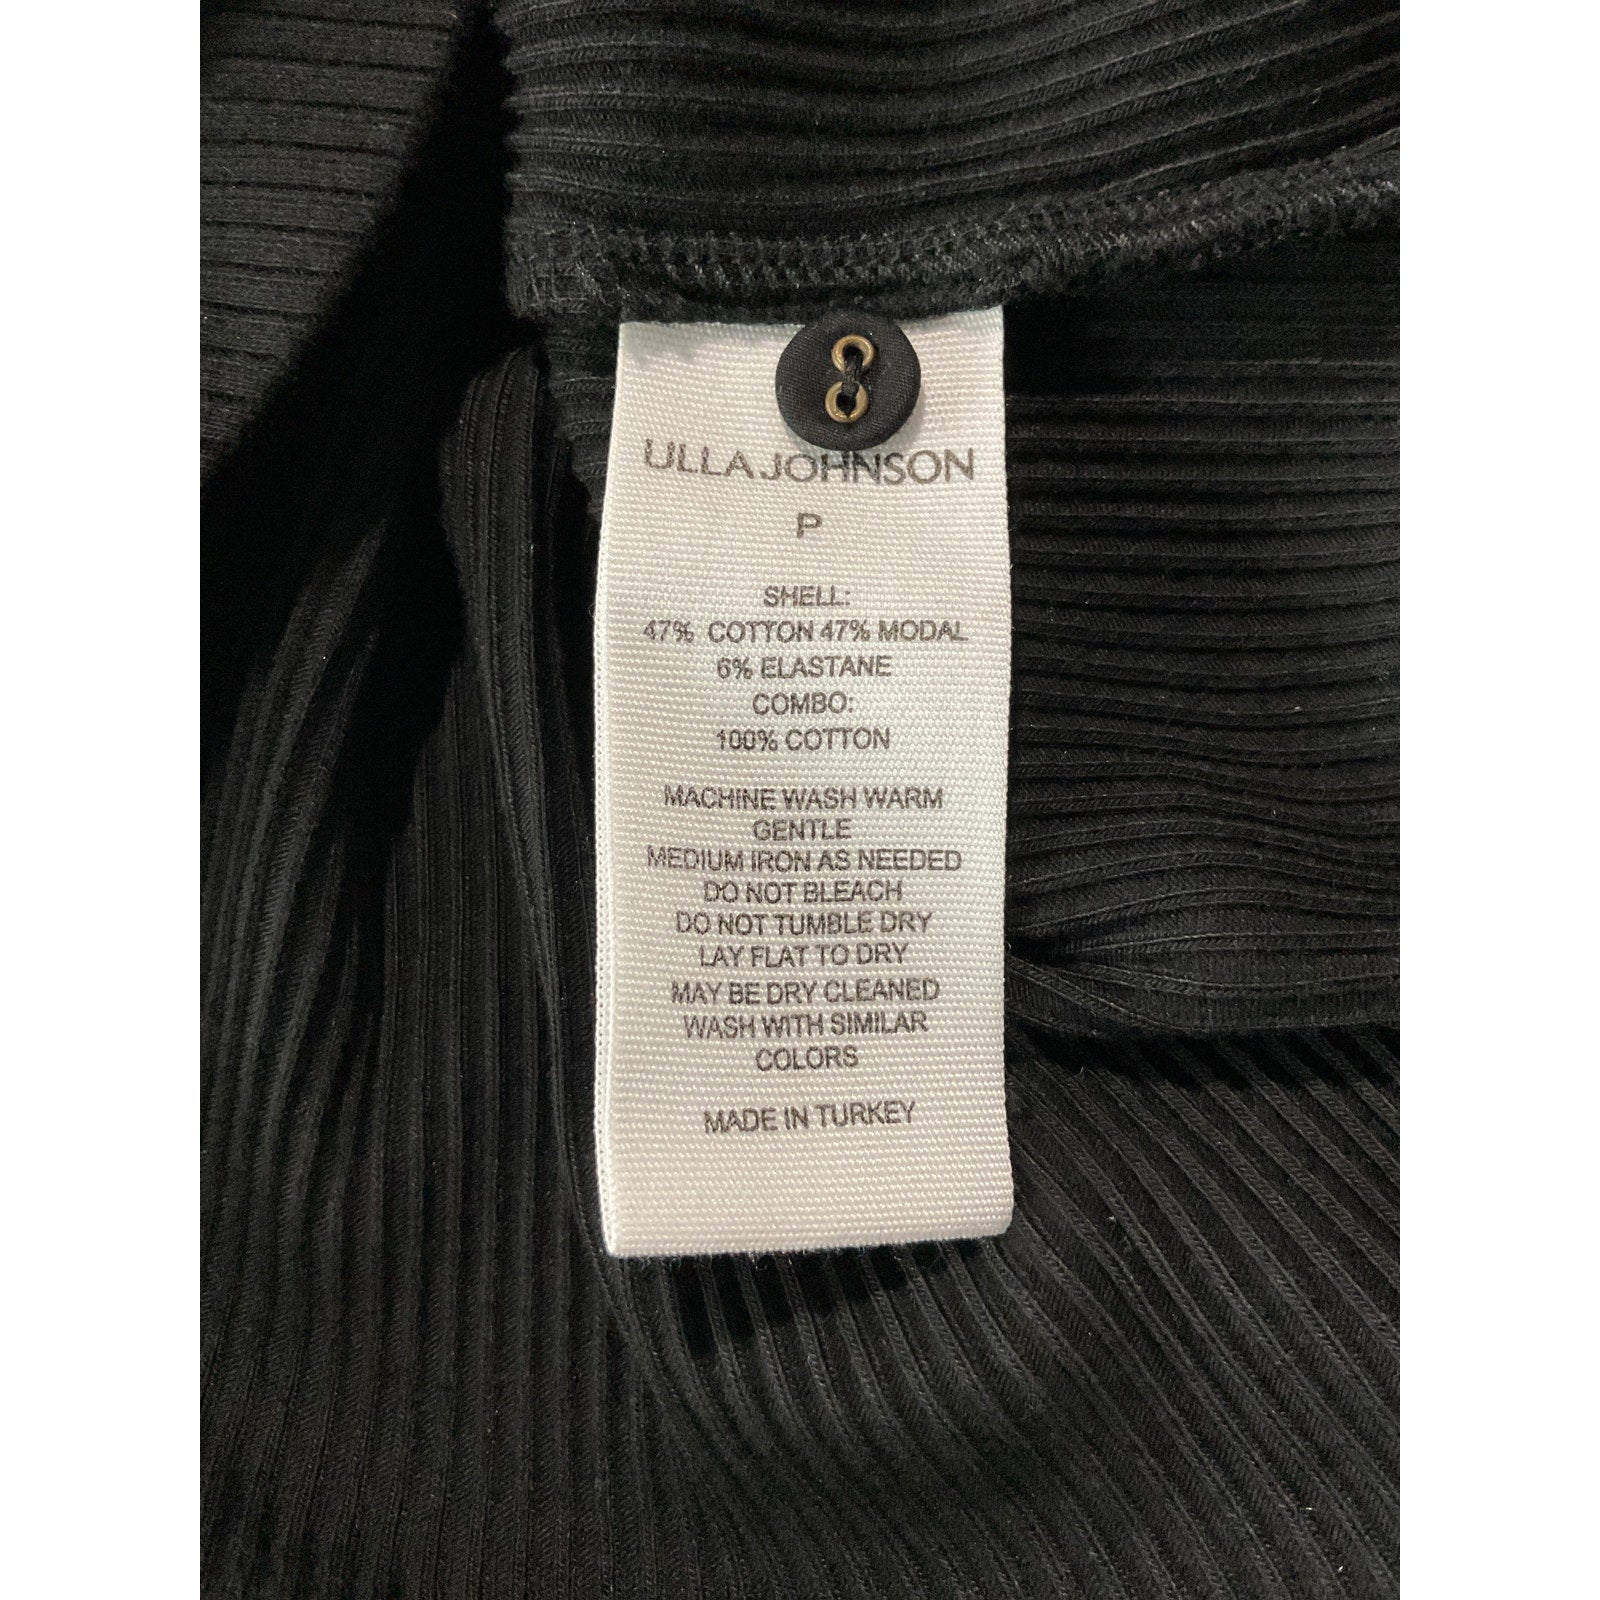 ULLA JOHNSON
P
SHELL:
47% COTTON 47% MODAL
6% ELASTANE
COMBO:
100% COTTON
MACHINE WASH WARM
GENTLE
MEDIUM IRON AS NEEDED
DO NOT BLEACH
DO NOT TUMBLE DRY
LAY FLAT TO DRY
MAY BE DRY CLEANED
WASH WITH SIMILAR
COLORS
MADE IN TURKEY